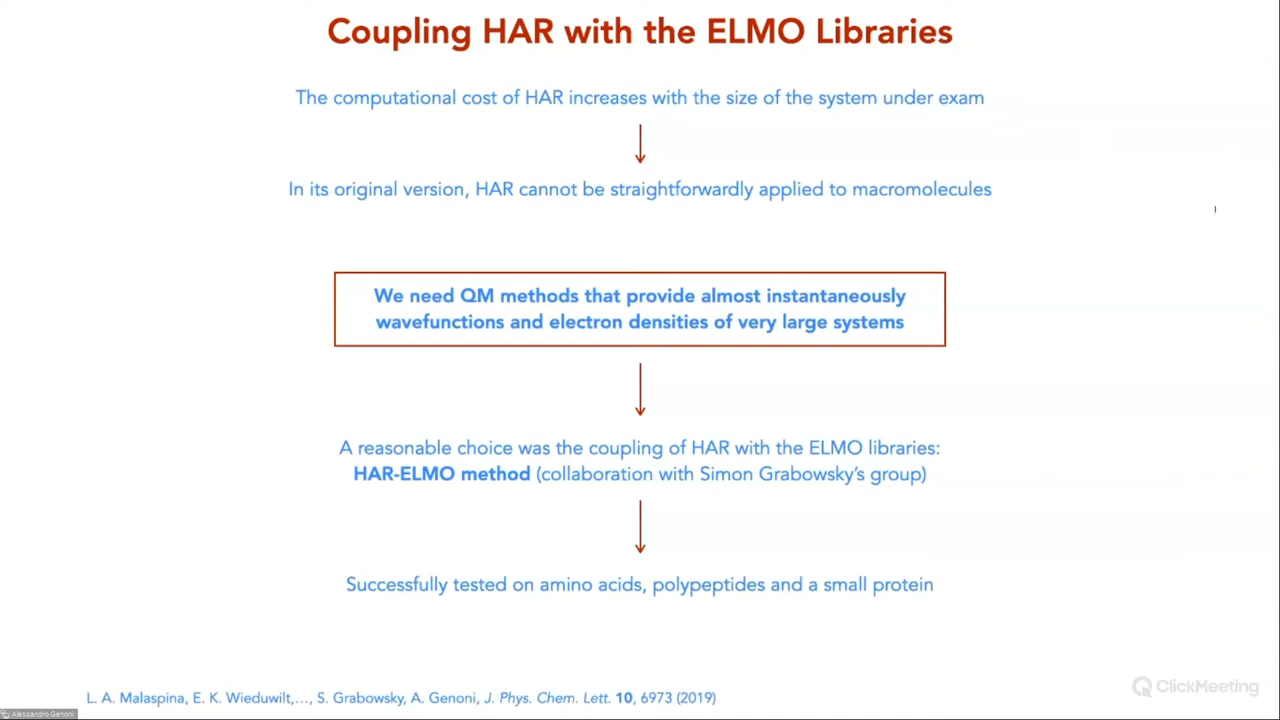 Coupling HAR with the ELMO Libraries
The computational cost of HAR increases with the size of the system under exam
In its original version, HAR cannot be straightforwardly applied to macromolecules
We need QM methods that provide almost instantaneously
wavefunctions and electron densities of very large systems
A reasonable choice was the coupling of HAR with the ELMO libraries:
HAR-ELMO method (collaboration with Simon Grabowsky's group)
Successfully tested on amino acids, polypeptides and a small protein
L. A. Malaspina, E. K. Wieduwilt,..., S. Grabowsky, A. Genoni, J. Phys. Chem. Lett. 10, 6973 (2019)
ClickMeeting
Alessandro Genoni